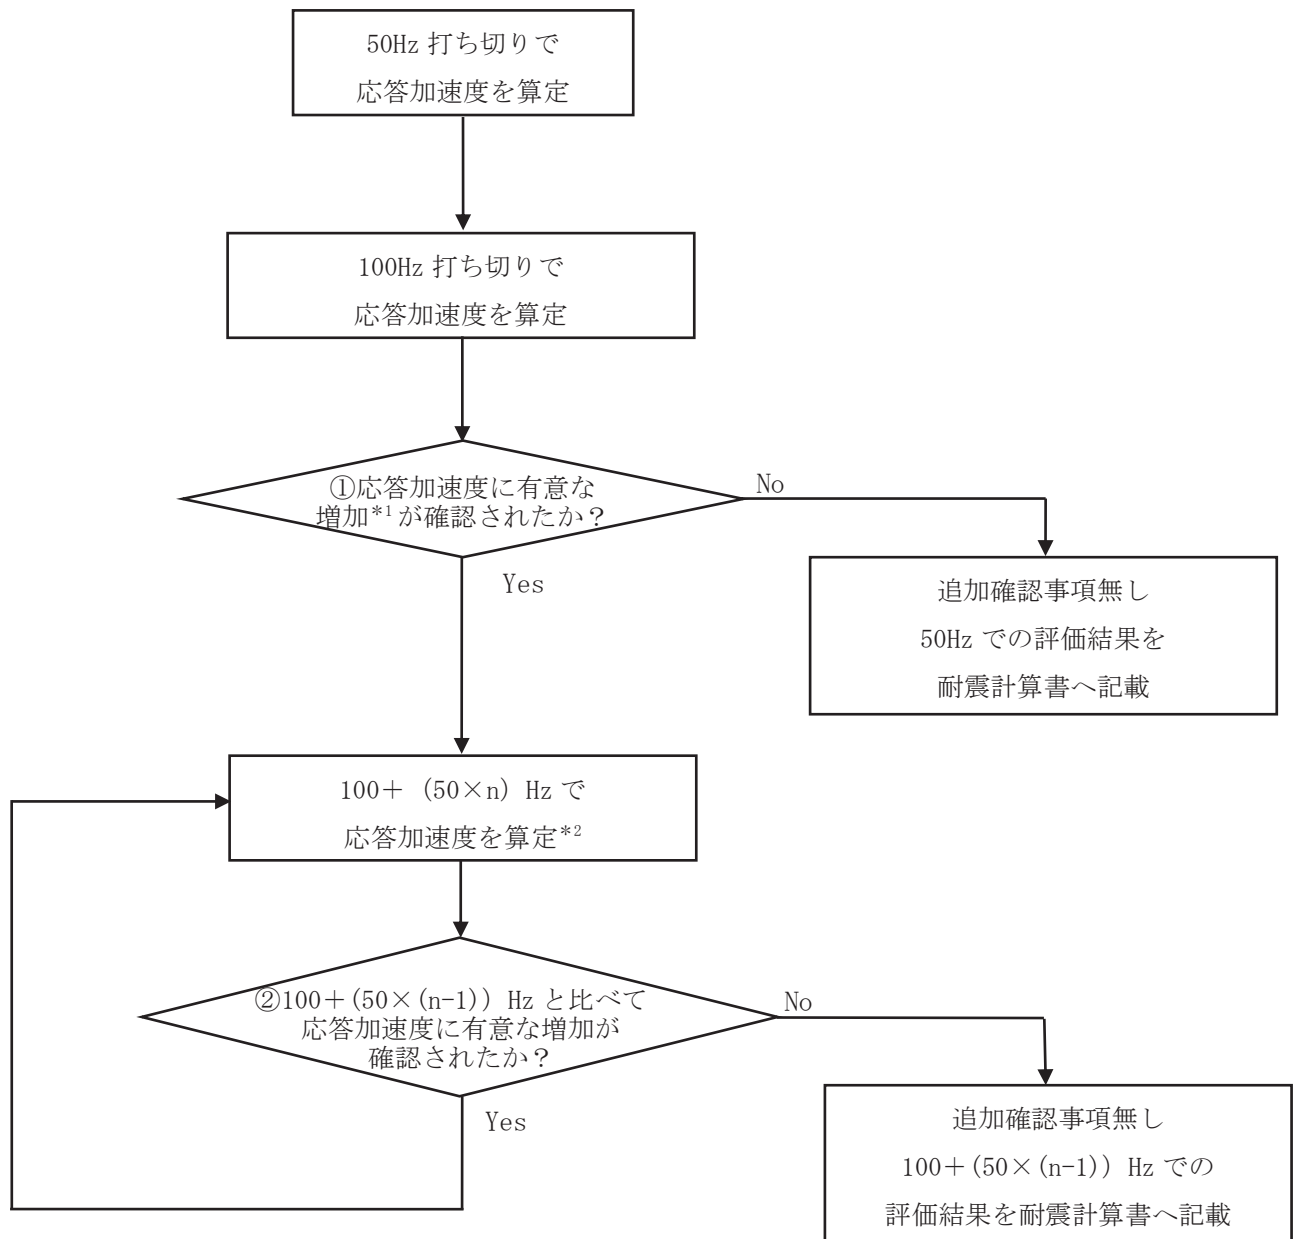 50Hz 打ち切りで
応答加速度を算定
100Hz 打ち切りで
応答加速度を算定
①応答加速度に有意な
増加*1が確認されたか？
No
Yes
追加確認事項無し
50Hz での評価結果を
耐震計算書へ記載
100＋（50×n）Hz で
応答加速度を算定*2
②100＋(50×(n-1)) Hz と比べて
応答加速度に有意な増加が
確認されたか？
No
Yes
追加確認事項無し
100＋(50×(n-1)) Hz での
評価結果を耐震計算書へ記載